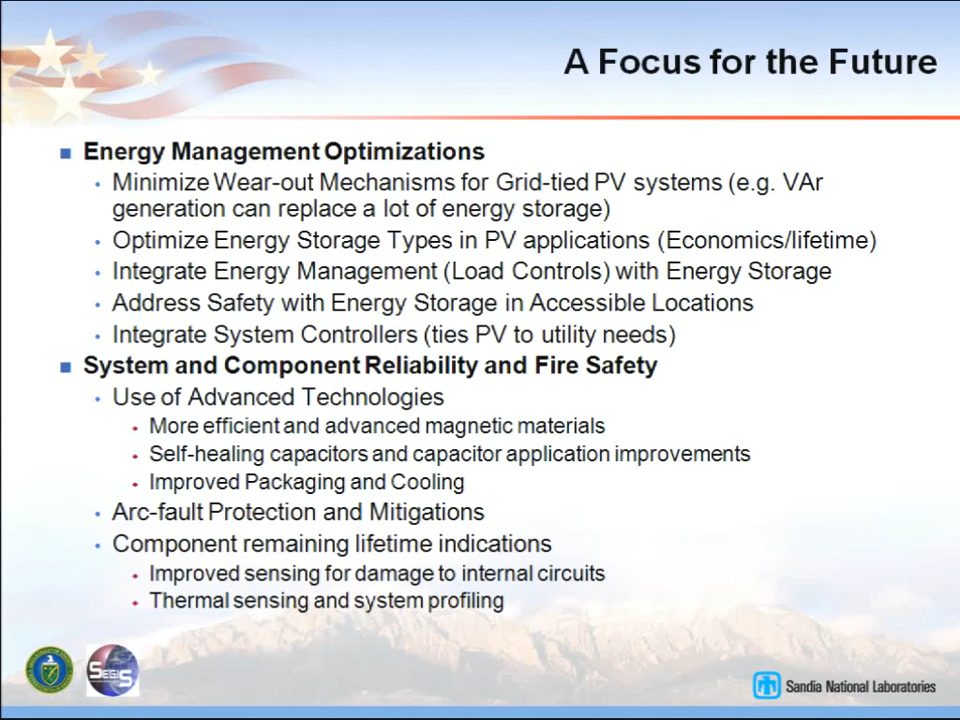 A Focus for the Future
Energy Management Optimizations
Minimize Wear-out Mechanisms for Grid-tied PV systems (e.g. VAr
generation can replace a lot of energy storage)
Optimize Energy Storage Types in PV applications (Economics/lifetime)
Integrate Energy Management (Load Controls) with Energy Storage
Address Safety with Energy Storage in Accessible Locations
Integrate System Controllers (ties PV to utility needs)
System and Component Reliability and Fire Safety
Use of Advanced Technologies
More efficient and advanced magnetic materials
Self-healing capacitors and capacitor application improvements
Improved Packaging and Cooling
Arc-fault Protection and Mitigations
Component remaining lifetime indications
Improved sensing for damage to internal circuits
Thermal sensing and system profiling
SEGIS
Sandia National Laboratories